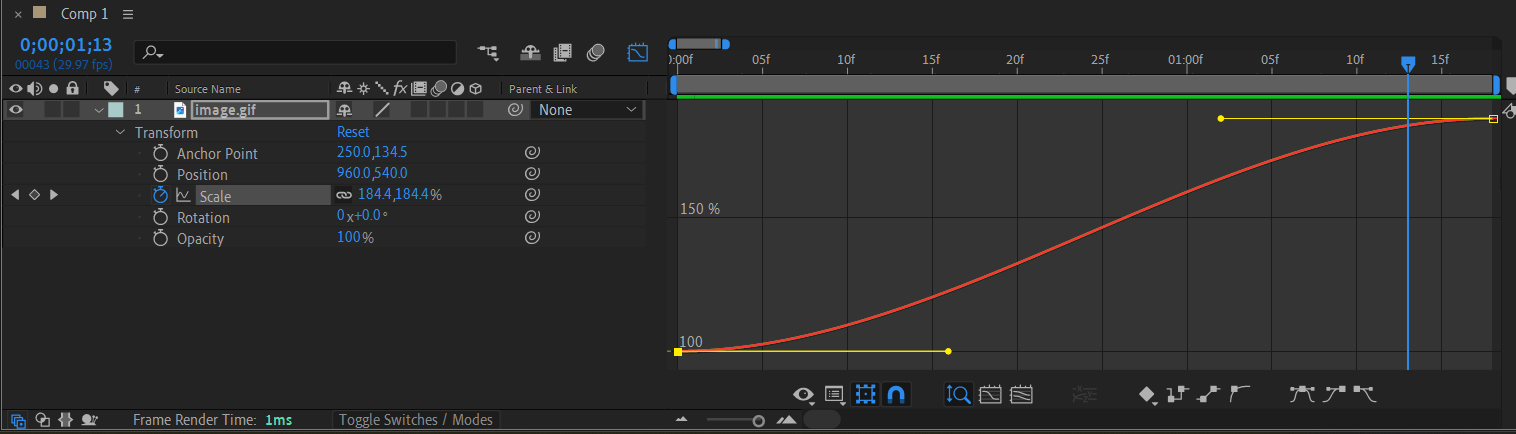 × Comp 1
0;00;01;13
00043 (29.97 fps)
:00f 05f 10f 15f 20f 25f 01:00f 05f 10f 15f
# Source Name fx Parent & Link
1 image.gif None
Transform Reset
Anchor Point 250.0,134.5
Position 960.0,540.0
Scale 184.4,184.4%
Rotation 0x+0.0°
Opacity 100%
150 %
100
Frame Render Time: 1ms Toggle Switches / Modes